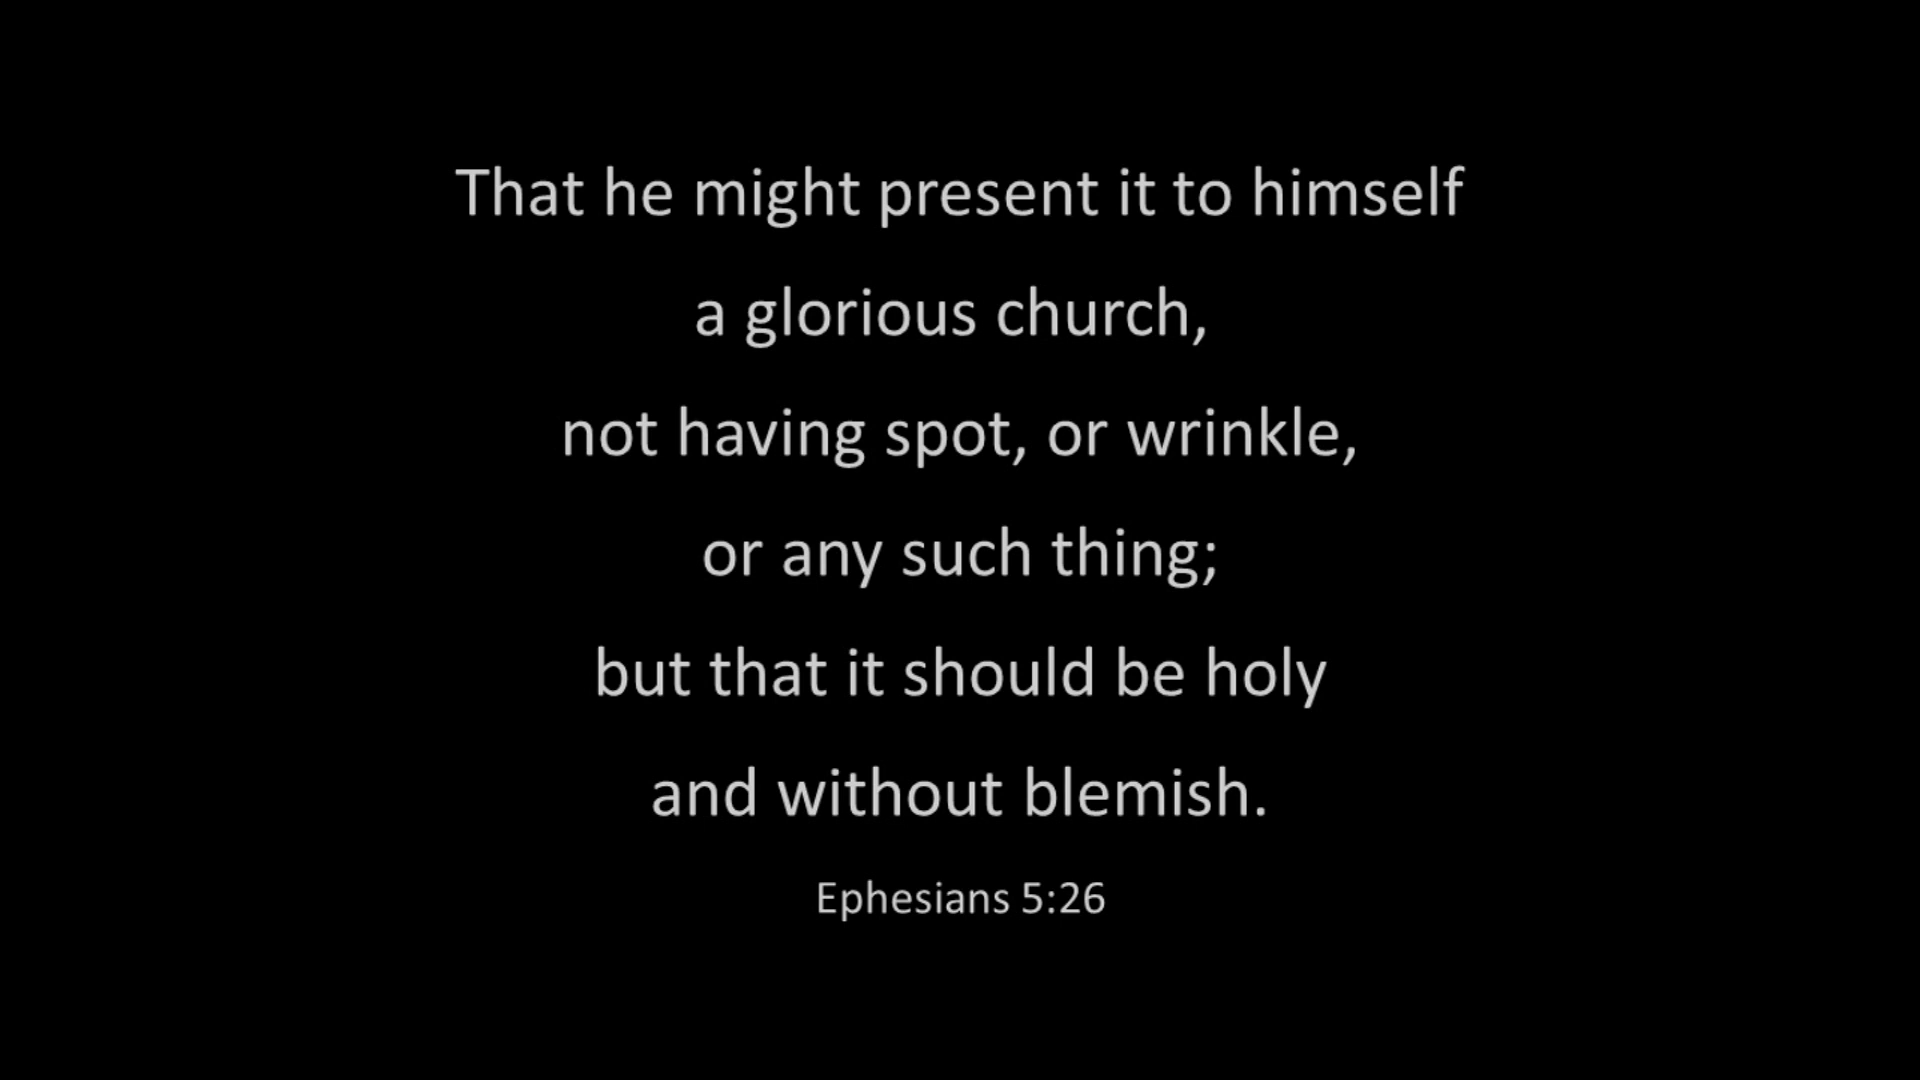 That he might present it to himself
a glorious church,
not having spot, or wrinkle,
or any such thing;
but that it should be holy
and without blemish.
Ephesians 5:26